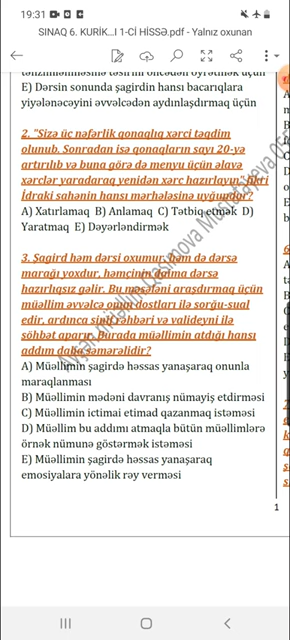 19:31
SINAQ 6. KURİK...I 1-Cİ HİSSƏ.pdf - Yalnız oxunan
E) Dərsin sonunda şagirdin hansı bacarıqlara
yiyələnəcəyini əvvəlcədən aydınlaşdırmaq üçün
2. "Sizə üç nəfərlik qonaqlıq xərci təqdim
olunub. Sonradan isə qonaqların sayı 20-yə
artırılıb və buna görə də menyu üçün əlavə
xərclər yaradaraq yenidən xərc hazırlayın" fikri
İdraki sahənin hansı mərhələsinə uyğundur?
A) Xatırlamaq B) Anlamaq C) Tətbiq etmək D)
Yaratmaq E) Dəyərləndirmək
3. Şagird həm dərsi oxumur, həm də dərsə
marağı yoxdur, həmçinin daima dərsə
hazırlıqsız gəlir. Bu məsələni araşdırmaq üçün
müəllim əvvəlcə onun dostları ilə sorğu-sual
edir, ardınca sinif rəhbəri və valideyni ilə
söhbət aparır. Burada müəllimin atdığı hansı
addım daha səmərəlidir?
A) Müəllimin şagirdə həssas yanaşaraq onunla
maraqlanması
B) Müəllimin mədəni davranış nümayiş etdirməsi
C) Müəllimin ictimai etimad qazanmaq istəməsi
D) Müəllim bu addımı atmaqla bütün müəllimlərə
örnək nümunə göstərmək istəməsi
E) Müəllimin şagirdə həssas yanaşaraq
emosiyalara yönəlik rəy verməsi
1